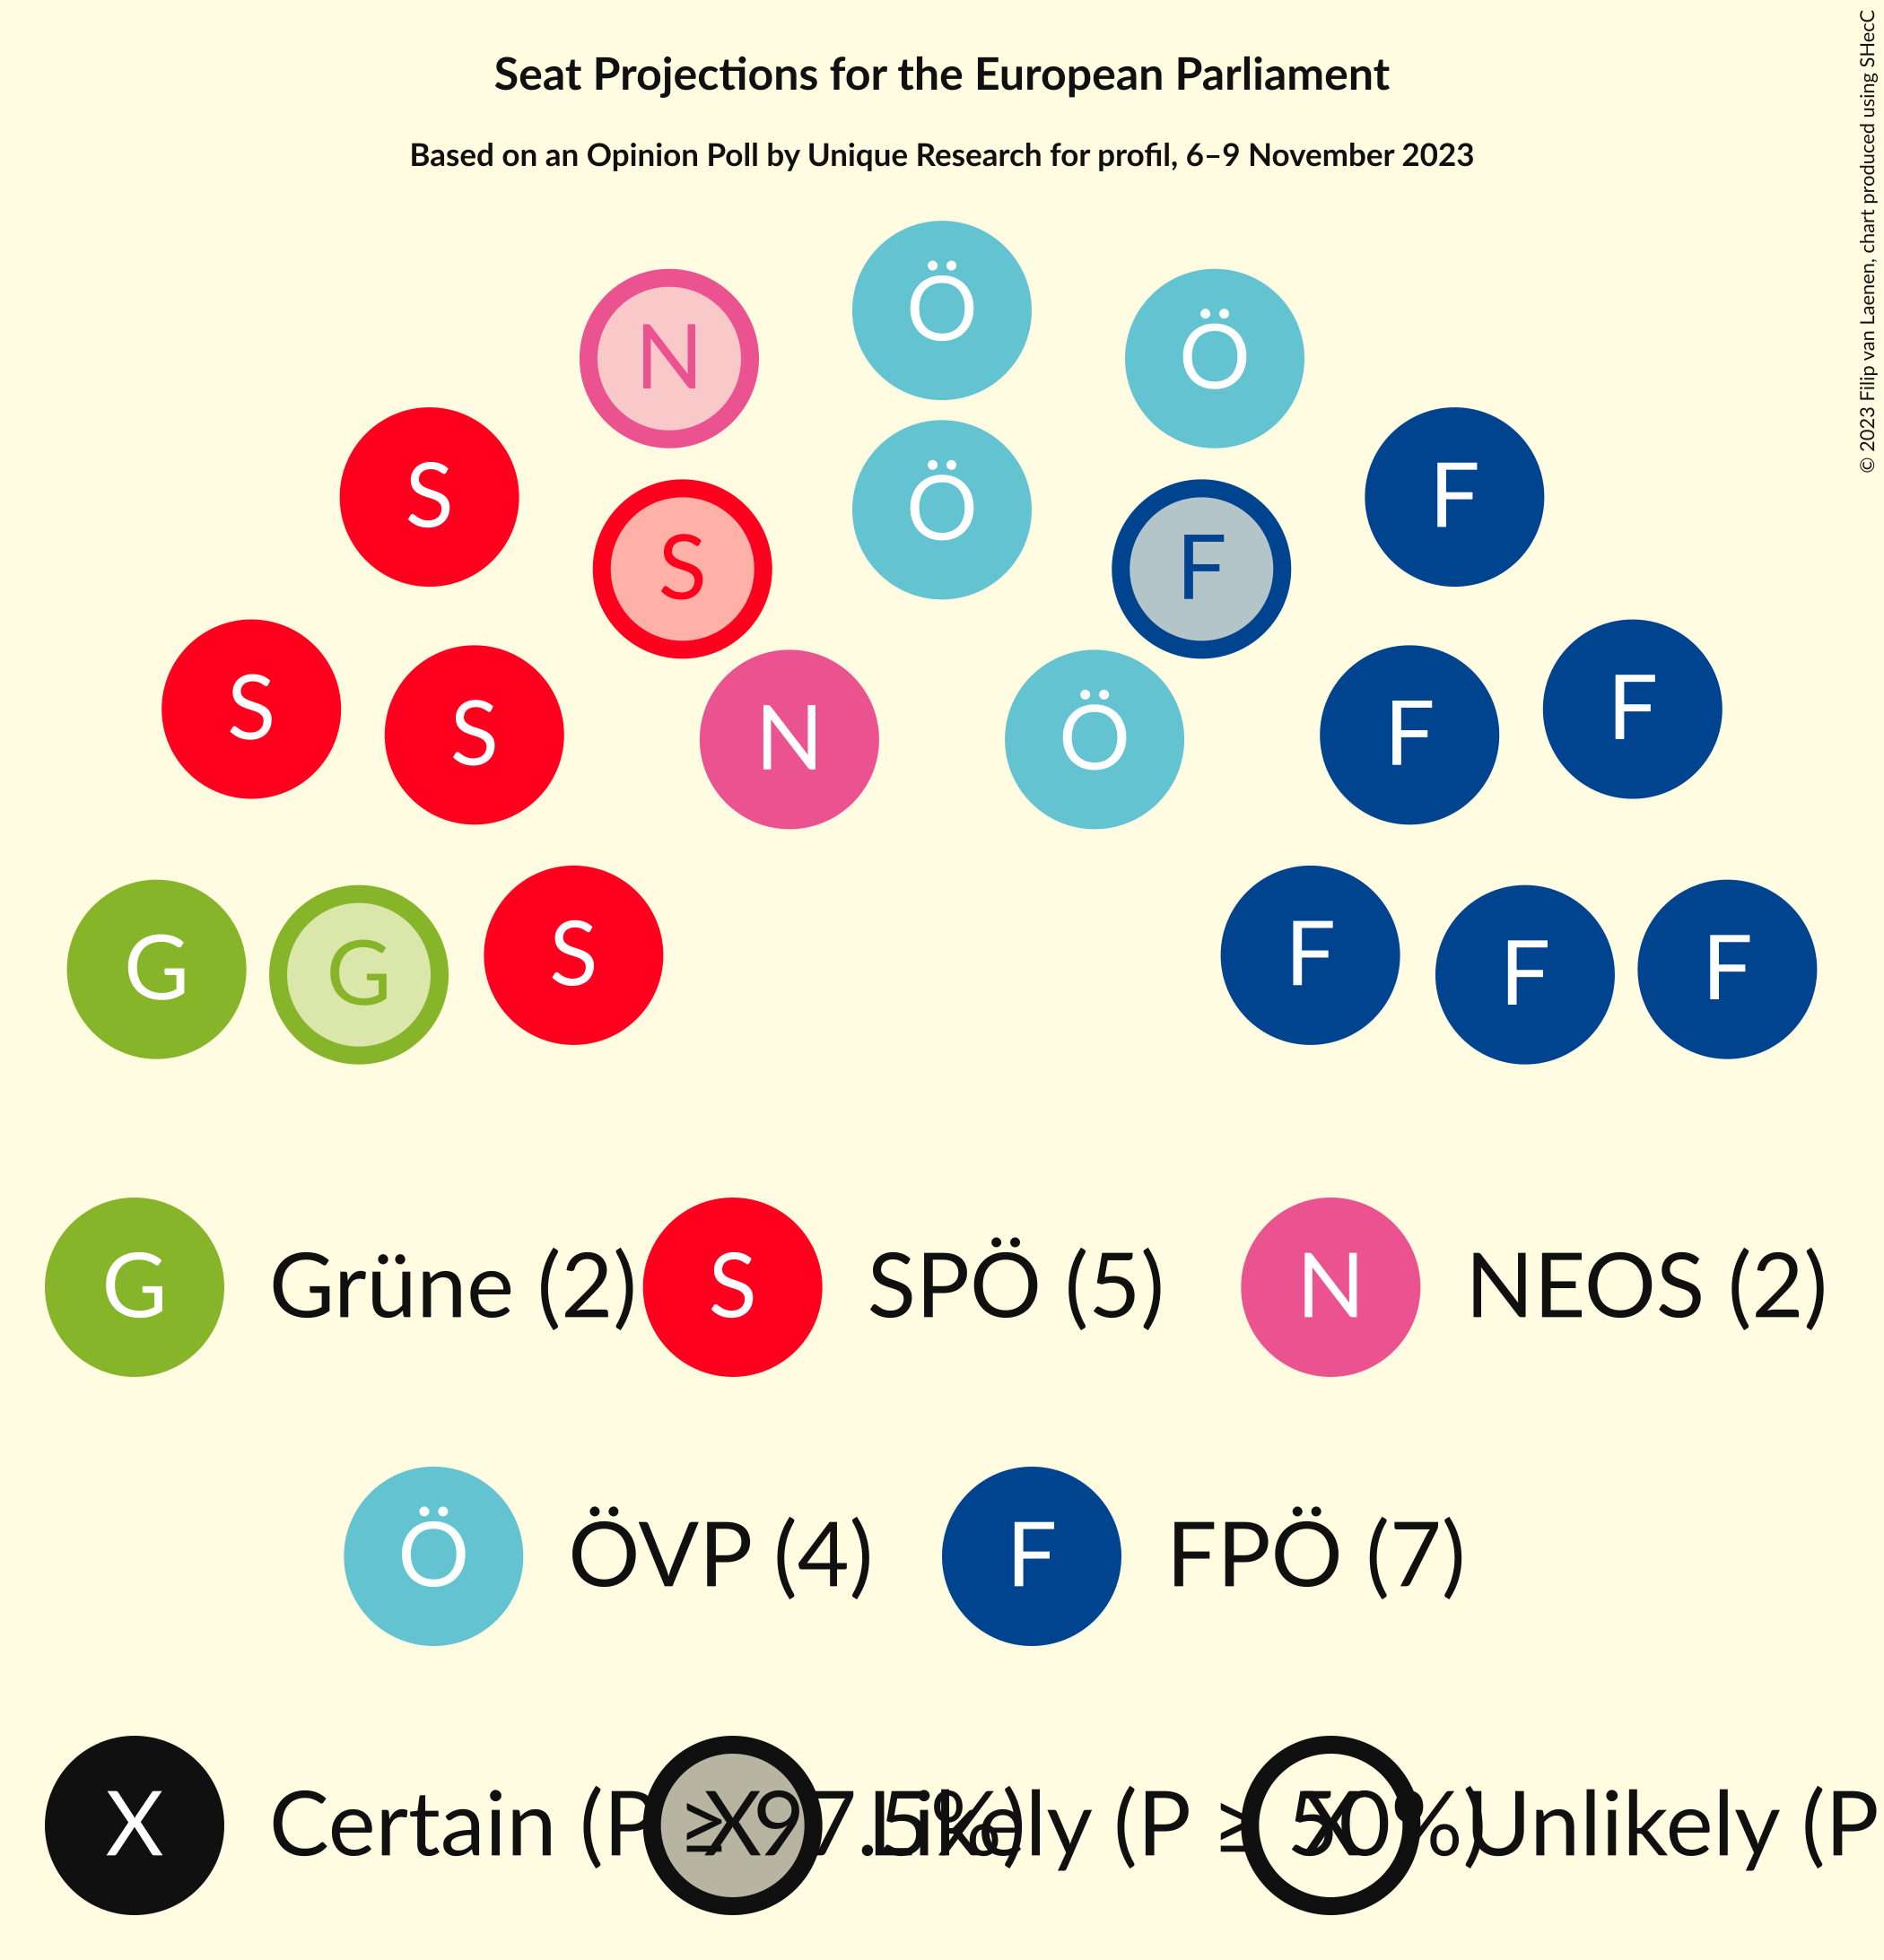 Seat Projections for the European Parliament
Based on an Opinion Poll by Unique Research for profil, 6–9 November 2023
© 2023 Filip van Laenen, chart produced using SHecC
Ö
N Ö
S Ö F
S F
S S N Ö F F
G G S F F F
G Grüne (2) S SPÖ (5) N NEOS (2)
Ö ÖVP (4) F FPÖ (7)
X Certain (P ≥ 97.5%) X Likely (P ≥ 50%) X Unlikely (P